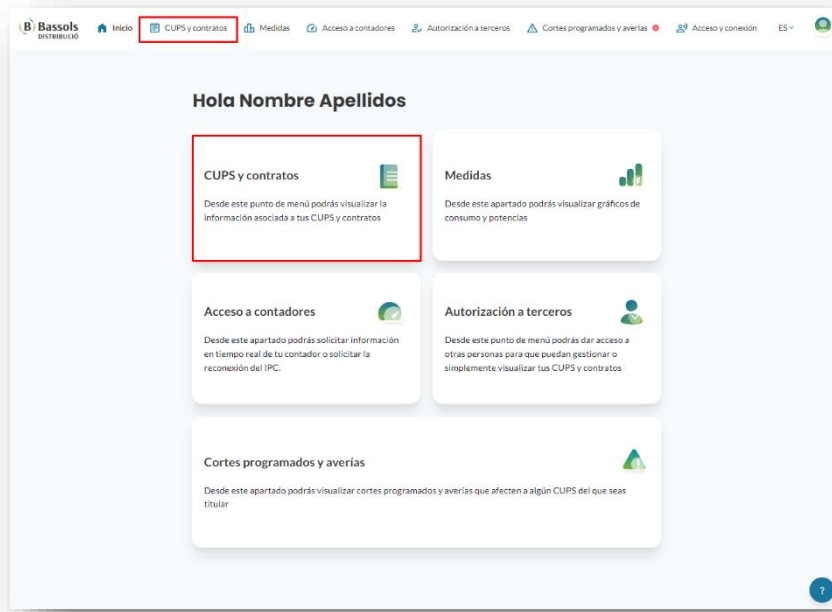 B Bassols
DISTRIBUCIÓ
Inicio
CUPS y contratos
Medidas
Acceso a contadores
Autorización a terceros
Cortes programados y averías
Acceso y conexión
ES
Hola Nombre Apellidos
CUPS y contratos
Desde este punto de menú podrás visualizar la
información asociada a tus CUPS y contratos
Medidas
Desde este apartado podrás visualizar gráficos de
consumo y potencias
Acceso a contadores
Desde este apartado podrás solicitar información
en tiempo real de tu contador o solicitar la
reconexión del IPC.
Autorización a terceros
Desde este punto de menú podrás dar acceso a
otras personas para que puedan gestionar o
simplemente visualizar tus CUPS y contratos
Cortes programados y averías
Desde este apartado podrás visualizar cortes programados y averías que afecten a algún CUPS del que seas
titular
?